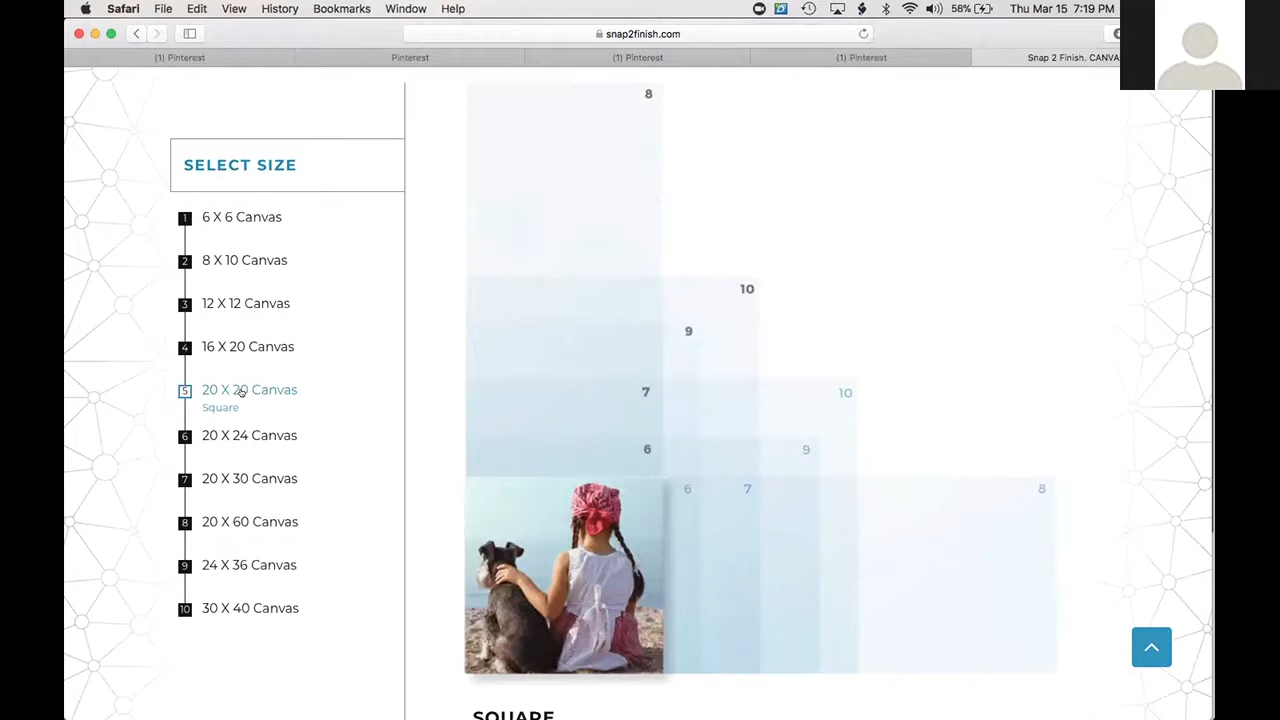 Safari File Edit View History Bookmarks Window Help 58% Thu Mar 15 7:19 PM
snap2finish.com
(1) Pinterest Pinterest (1) Pinterest (1) Pinterest Snap 2 Finish. CANVA
SELECT SIZE
1 6 X 6 Canvas
2 8 X 10 Canvas
3 12 X 12 Canvas
4 16 X 20 Canvas
5 20 X 20 Canvas
Square
6 20 X 24 Canvas
7 20 X 30 Canvas
8 20 X 60 Canvas
9 24 X 36 Canvas
10 30 X 40 Canvas
8
10
9
7 10
6 9
6 7 8
SQUARE